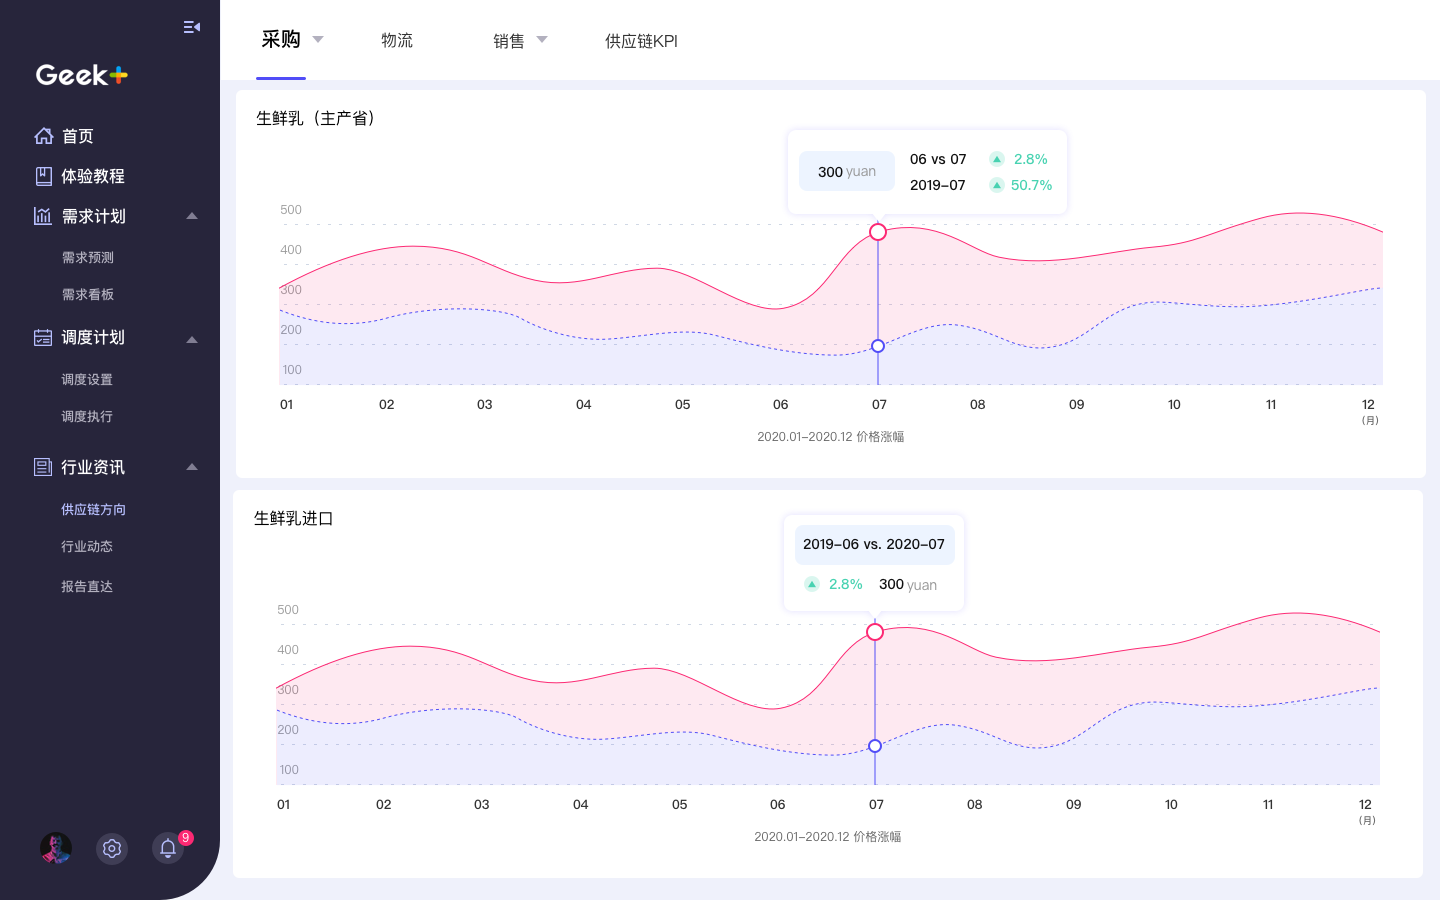 Geek+
首页
体验教程
需求计划
需求预测
需求看板
调度计划
调度设置
调度执行
行业资讯
供应链方向
行业动态
报告直达
9
采购
物流
销售
供应链KPI
生鲜乳（主产省）
300 yuan
06 vs 07 2.8%
2019-07 50.7%
500
400
300
200
100
01 02 03 04 05 06 07 08 09 10 11 12
(月)
2020.01-2020.12 价格涨幅
生鲜乳进口
2019-06 vs. 2020-07
2.8% 300 yuan
500
400
300
200
100
01 02 03 04 05 06 07 08 09 10 11 12
(月)
2020.01-2020.12 价格涨幅